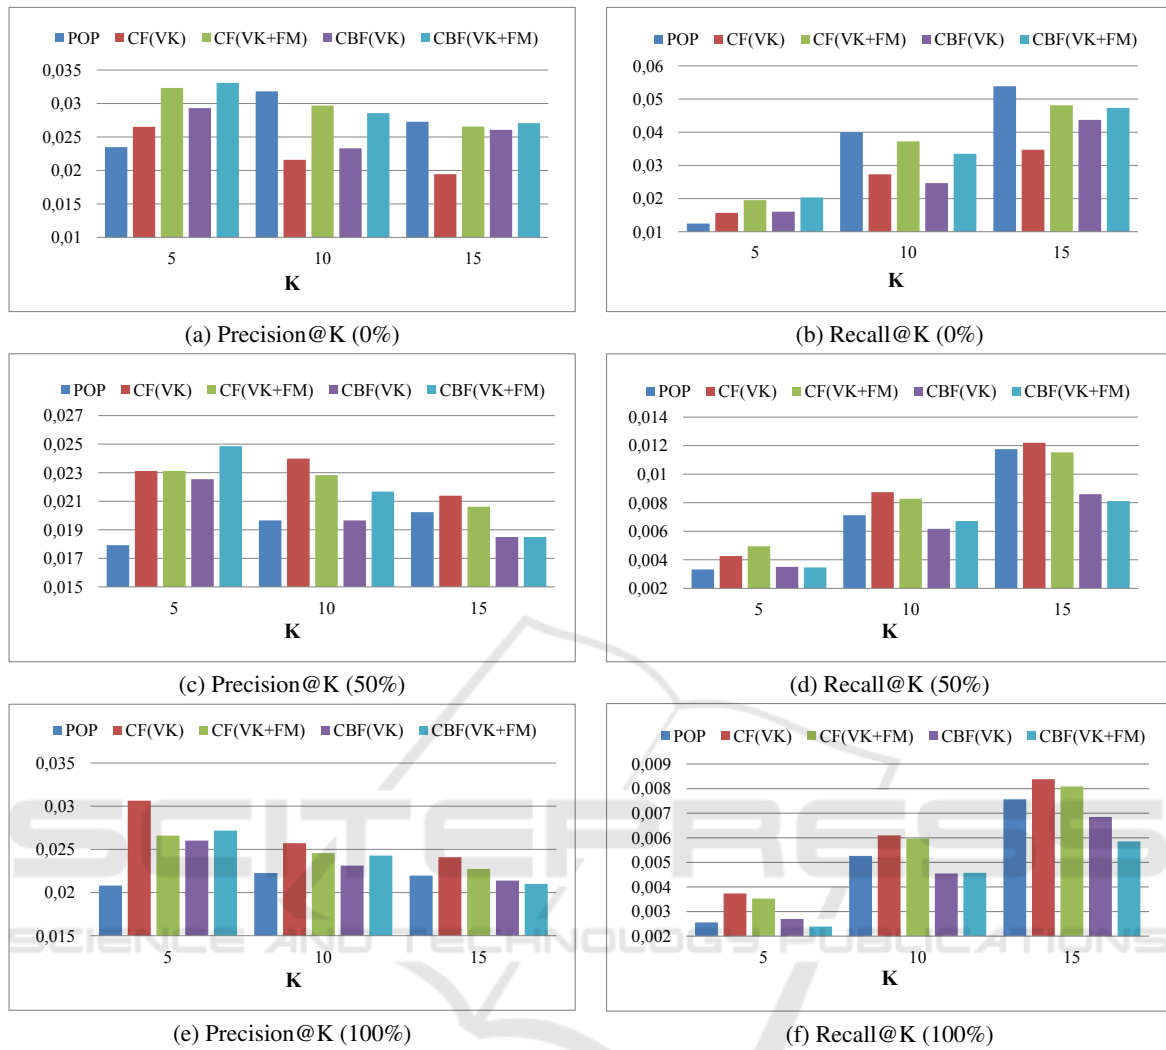 POP CF(VK) CF(VK+FM) CBF(VK) CBF(VK+FM)
0,035
0,03
0,025
0,02
0,015
0,01
5 10 15
K
(a) Precision@K (0%)
POP CF(VK) CF(VK+FM) CBF(VK) CBF(VK+FM)
0,06
0,05
0,04
0,03
0,02
0,01
5 10 15
K
(b) Recall@K (0%)
POP CF(VK) CF(VK+FM) CBF(VK) CBF(VK+FM)
0,027
0,025
0,023
0,021
0,019
0,017
0,015
5 10 15
K
(c) Precision@K (50%)
POP CF(VK) CF(VK+FM) CBF(VK) CBF(VK+FM)
0,014
0,012
0,01
0,008
0,006
0,004
0,002
5 10 15
K
(d) Recall@K (50%)
POP CF(VK) CF(VK+FM) CBF(VK) CBF(VK+FM)
0,035
0,03
0,025
0,02
0,015
5 10 15
K
(e) Precision@K (100%)
POP CF(VK) CF(VK+FM) CBF(VK) CBF(VK+FM)
0,009
0,008
0,007
0,006
0,005
0,004
0,003
0,002
5 10 15
K
(f) Recall@K (100%)
SCITEPRESS
SCIENCE AND TECHNOLOGY PUBLICATIONS